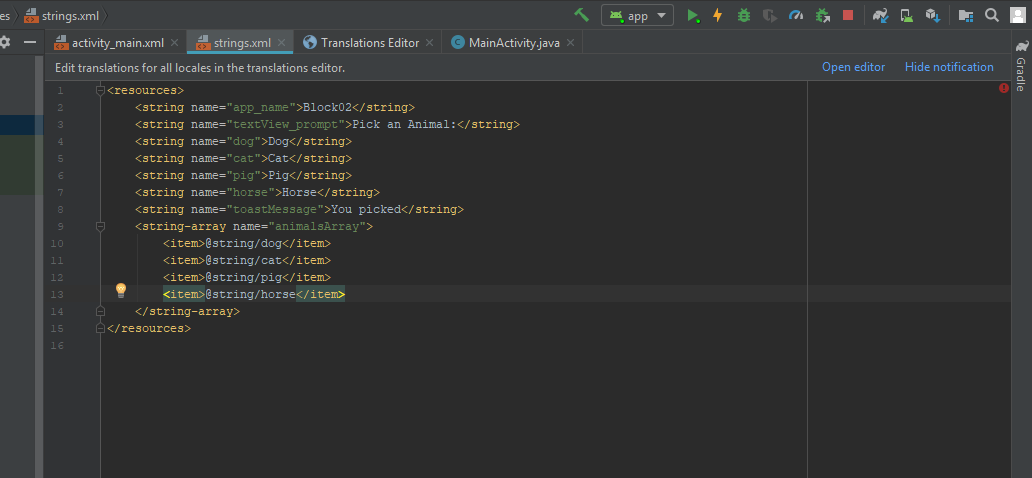 es strings.xml app
activity_main.xml strings.xml Translations Editor MainActivity.java
Edit translations for all locales in the translations editor. Open editor Hide notification
Gradle
1 <resources>
2 <string name="app_name">Block02</string>
3 <string name="textView_prompt">Pick an Animal:</string>
4 <string name="dog">Dog</string>
5 <string name="cat">Cat</string>
6 <string name="pig">Pig</string>
7 <string name="horse">Horse</string>
8 <string name="toastMessage">You picked</string>
9 <string-array name="animalsArray">
10 <item>@string/dog</item>
11 <item>@string/cat</item>
12 <item>@string/pig</item>
13 <item>@string/horse</item>
14 </string-array>
15 </resources>
16